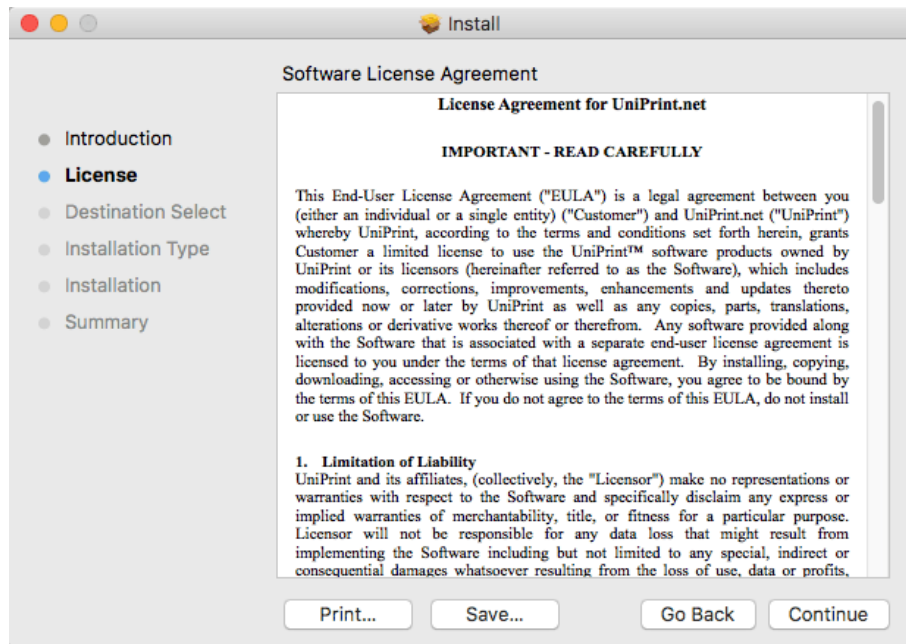 Install
Software License Agreement
Introduction
License
Destination Select
Installation Type
Installation
Summary
License Agreement for UniPrint.net
IMPORTANT - READ CAREFULLY
This End-User License Agreement ("EULA") is a legal agreement between you
(either an individual or a single entity) ("Customer") and UniPrint.net ("UniPrint")
whereby UniPrint, according to the terms and conditions set forth herein, grants
Customer a limited license to use the UniPrint™ software products owned by
UniPrint or its licensors (hereinafter referred to as the Software), which includes
modifications, corrections, improvements, enhancements and updates thereto
provided now or later by UniPrint as well as any copies, parts, translations,
alterations or derivative works thereof or therefrom. Any software provided along
with the Software that is associated with a separate end-user license agreement is
licensed to you under the terms of that license agreement. By installing, copying,
downloading, accessing or otherwise using the Software, you agree to be bound by
the terms of this EULA. If you do not agree to the terms of this EULA, do not install
or use the Software.
1. Limitation of Liability
UniPrint and its affiliates, (collectively, the "Licensor") make no representations or
warranties with respect to the Software and specifically disclaim any express or
implied warranties of merchantability, title, or fitness for a particular purpose.
Licensor will not be responsible for any data loss that might result from
implementing the Software including but not limited to any special, indirect or
consequential damages whatsoever resulting from the loss of use, data or profits,
Print...
Save...
Go Back
Continue